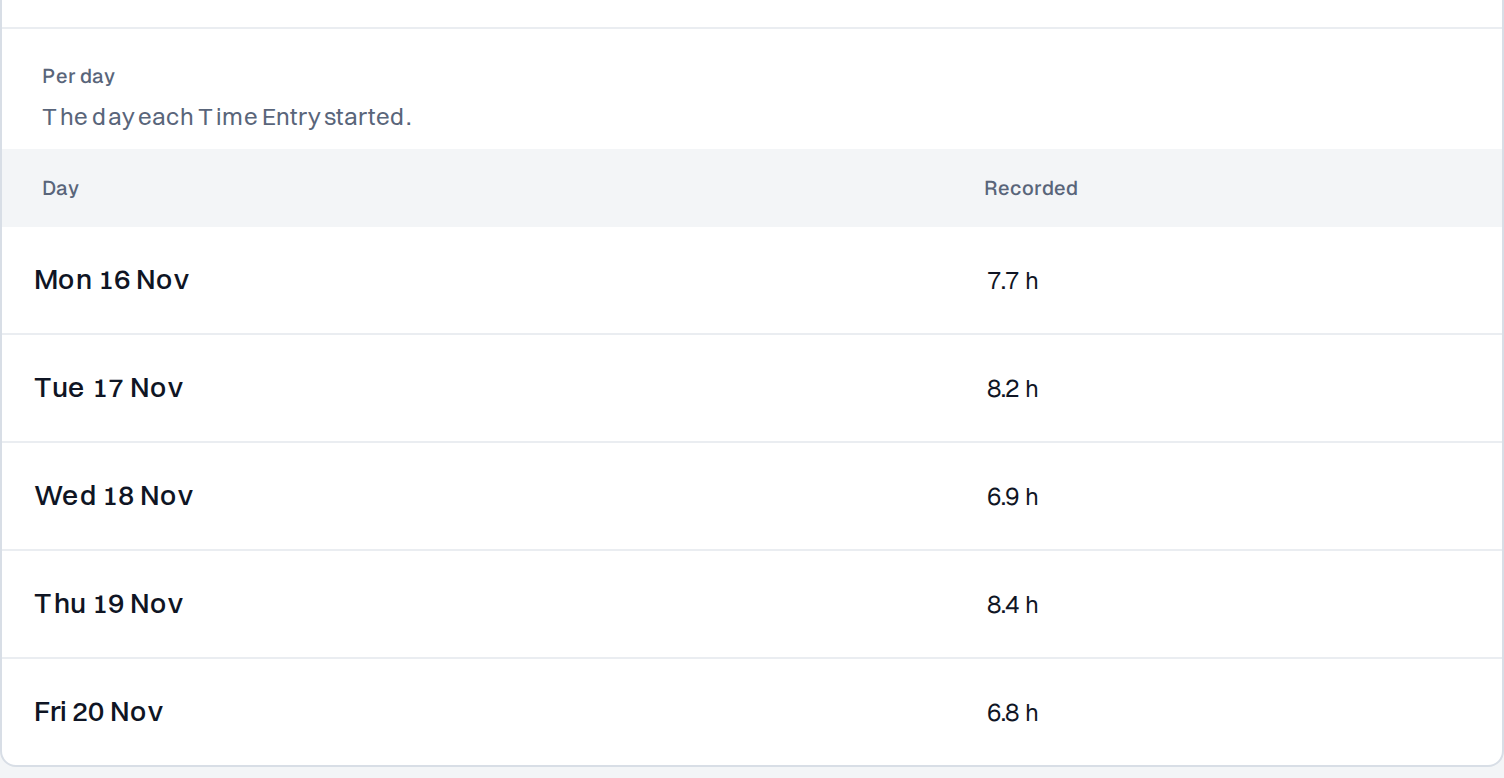 Per day
The day each Time Entry started.
Day Recorded
Mon 16 Nov 7.7 h
Tue 17 Nov 8.2 h
Wed 18 Nov 6.9 h
Thu 19 Nov 8.4 h
Fri 20 Nov 6.8 h